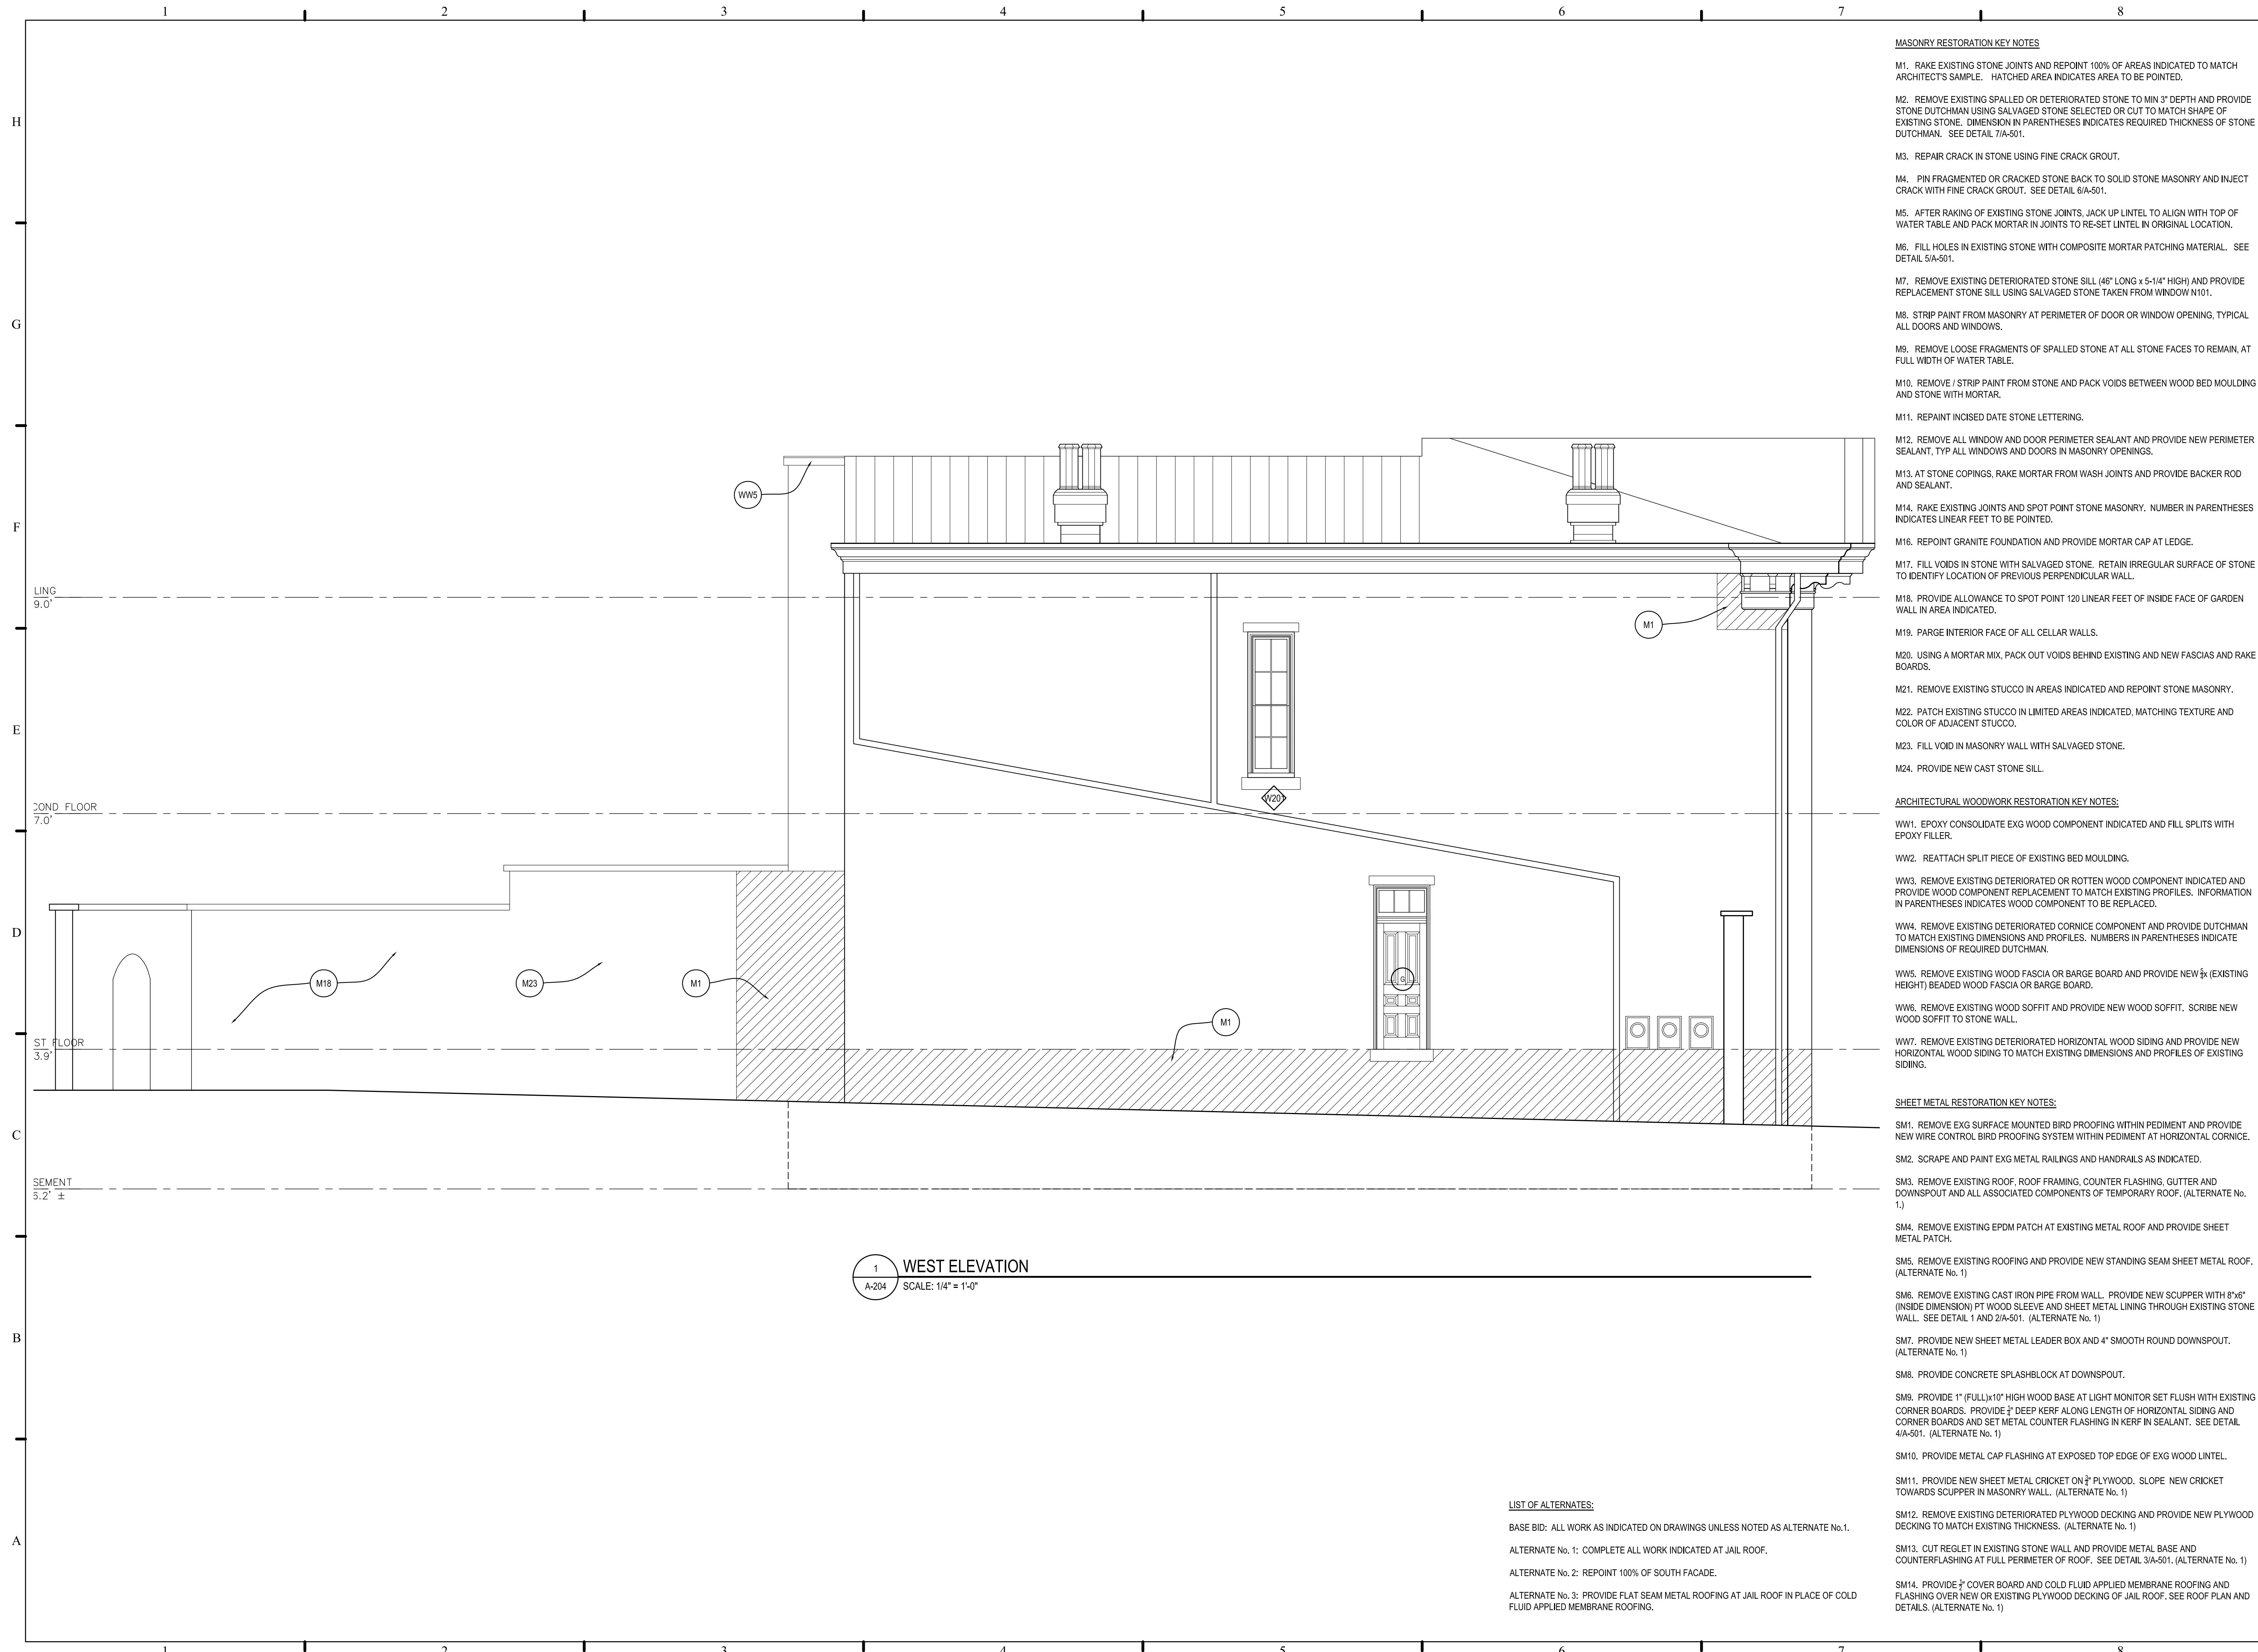 1 2 3 4 5 6 7 8
MASONRY RESTORATION KEY NOTES
M1. RAKE EXISTING STONE JOINTS AND REPOINT 100% OF AREAS INDICATED TO MATCH
ARCHITECT'S SAMPLE. HATCHED AREA INDICATES AREA TO BE POINTED.
M2. REMOVE EXISTING SPALLED OR DETERIORATED STONE TO MIN 3" DEPTH AND PROVIDE
STONE DUTCHMAN USING SALVAGED STONE SELECTED OR CUT TO MATCH SHAPE OF
EXISTING STONE. DIMENSION IN PARENTHESES INDICATES REQUIRED THICKNESS OF STONE
DUTCHMAN. SEE DETAIL 7/A-501.
M3. REPAIR CRACK IN STONE USING FINE CRACK GROUT.
M4. PIN FRAGMENTED OR CRACKED STONE BACK TO SOLID STONE MASONRY AND INJECT
CRACK WITH FINE CRACK GROUT. SEE DETAIL 6/A-501.
M5. AFTER RAKING OF EXISTING STONE JOINTS, JACK UP LINTEL TO ALIGN WITH TOP OF
WATER TABLE AND PACK MORTAR IN JOINTS TO RE-SET LINTEL IN ORIGINAL LOCATION.
M6. FILL HOLES IN EXISTING STONE WITH COMPOSITE MORTAR PATCHING MATERIAL. SEE
DETAIL 5/A-501.
M7. REMOVE EXISTING DETERIORATED STONE SILL (46" LONG x 5-1/4" HIGH) AND PROVIDE
REPLACEMENT STONE SILL USING SALVAGED STONE TAKEN FROM WINDOW N101.
M8. STRIP PAINT FROM MASONRY AT PERIMETER OF DOOR OR WINDOW OPENING, TYPICAL
ALL DOORS AND WINDOWS.
M9. REMOVE LOOSE FRAGMENTS OF SPALLED STONE AT ALL STONE FACES TO REMAIN, AT
FULL WIDTH OF WATER TABLE.
M10. REMOVE / STRIP PAINT FROM STONE AND PACK VOIDS BETWEEN WOOD BED MOULDING
AND STONE WITH MORTAR.
M11. REPAINT INCISED DATE STONE LETTERING.
M12. REMOVE ALL WINDOW AND DOOR PERIMETER SEALANT AND PROVIDE NEW PERIMETER
SEALANT, TYP ALL WINDOWS AND DOORS IN MASONRY OPENINGS.
M13. AT STONE COPINGS, RAKE MORTAR FROM WASH JOINTS AND PROVIDE BACKER ROD
AND SEALANT.
M14. RAKE EXISTING JOINTS AND SPOT POINT STONE MASONRY. NUMBER IN PARENTHESES
INDICATES LINEAR FEET TO BE POINTED.
M16. REPOINT GRANITE FOUNDATION AND PROVIDE MORTAR CAP AT LEDGE.
M17. FILL VOIDS IN STONE WITH SALVAGED STONE. RETAIN IRREGULAR SURFACE OF STONE
TO IDENTIFY LOCATION OF PREVIOUS PERPENDICULAR WALL.
M18. PROVIDE ALLOWANCE TO SPOT POINT 120 LINEAR FEET OF INSIDE FACE OF GARDEN
WALL IN AREA INDICATED.
M19. PARGE INTERIOR FACE OF ALL CELLAR WALLS.
M20. USING A MORTAR MIX, PACK OUT VOIDS BEHIND EXISTING AND NEW FASCIAS AND RAKE
BOARDS.
M21. REMOVE EXISTING STUCCO IN AREAS INDICATED AND REPOINT STONE MASONRY.
M22. PATCH EXISTING STUCCO IN LIMITED AREAS INDICATED, MATCHING TEXTURE AND
COLOR OF ADJACENT STUCCO.
M23. FILL VOID IN MASONRY WALL WITH SALVAGED STONE.
M24. PROVIDE NEW CAST STONE SILL.
ARCHITECTURAL WOODWORK RESTORATION KEY NOTES:
WW1. EPOXY CONSOLIDATE EXG WOOD COMPONENT INDICATED AND FILL SPLITS WITH
EPOXY FILLER.
WW2. REATTACH SPLIT PIECE OF EXISTING BED MOULDING.
WW3. REMOVE EXISTING DETERIORATED OR ROTTEN WOOD COMPONENT INDICATED AND
PROVIDE WOOD COMPONENT REPLACEMENT TO MATCH EXISTING PROFILES. INFORMATION
IN PARENTHESES INDICATES WOOD COMPONENT TO BE REPLACED.
WW4. REMOVE EXISTING DETERIORATED CORNICE COMPONENT AND PROVIDE DUTCHMAN
TO MATCH EXISTING DIMENSIONS AND PROFILES. NUMBERS IN PARENTHESES INDICATE
DIMENSIONS OF REQUIRED DUTCHMAN.
WW5. REMOVE EXISTING WOOD FASCIA OR BARGE BOARD AND PROVIDE NEW x (EXISTING
HEIGHT) BEADED WOOD FASCIA OR BARGE BOARD.
WW6. REMOVE EXISTING WOOD SOFFIT AND PROVIDE NEW WOOD SOFFIT. SCRIBE NEW
WOOD SOFFIT TO STONE WALL.
WW7. REMOVE EXISTING DETERIORATED HORIZONTAL WOOD SIDING AND PROVIDE NEW
HORIZONTAL WOOD SIDING TO MATCH EXISTING DIMENSIONS AND PROFILES OF EXISTING
SIDIING.
SHEET METAL RESTORATION KEY NOTES:
SM1. REMOVE EXG SURFACE MOUNTED BIRD PROOFING WITHIN PEDIMENT AND PROVIDE
NEW WIRE CONTROL BIRD PROOFING SYSTEM WITHIN PEDIMENT AT HORIZONTAL CORNICE.
SM2. SCRAPE AND PAINT EXG METAL RAILINGS AND HANDRAILS AS INDICATED.
SM3. REMOVE EXISTING ROOF, ROOF FRAMING, COUNTER FLASHING, GUTTER AND
DOWNSPOUT AND ALL ASSOCIATED COMPONENTS OF TEMPORARY ROOF. (ALTERNATE No.
1.)
SM4. REMOVE EXISTING EPDM PATCH AT EXISTING METAL ROOF AND PROVIDE SHEET
METAL PATCH.
SM5. REMOVE EXISTING ROOFING AND PROVIDE NEW STANDING SEAM SHEET METAL ROOF.
(ALTERNATE No. 1)
SM6. REMOVE EXISTING CAST IRON PIPE FROM WALL. PROVIDE NEW SCUPPER WITH 8"x6"
(INSIDE DIMENSION) PT WOOD SLEEVE AND SHEET METAL LINING THROUGH EXISTING STONE
WALL. SEE DETAIL 1 AND 2/A-501. (ALTERNATE No. 1)
SM7. PROVIDE NEW SHEET METAL LEADER BOX AND 4" SMOOTH ROUND DOWNSPOUT.
(ALTERNATE No. 1)
SM8. PROVIDE CONCRETE SPLASHBLOCK AT DOWNSPOUT.
SM9. PROVIDE 1" (FULL)x10" HIGH WOOD BASE AT LIGHT MONITOR SET FLUSH WITH EXISTING
CORNER BOARDS. PROVIDE DEEP KERF ALONG LENGTH OF HORIZONTAL SIDING AND
CORNER BOARDS AND SET METAL COUNTER FLASHING IN KERF IN SEALANT. SEE DETAIL
4/A-501. (ALTERNATE No. 1)
SM10. PROVIDE METAL CAP FLASHING AT EXPOSED TOP EDGE OF EXG WOOD LINTEL.
SM11. PROVIDE NEW SHEET METAL CRICKET ON PLYWOOD. SLOPE NEW CRICKET
TOWARDS SCUPPER IN MASONRY WALL. (ALTERNATE No. 1)
SM12. REMOVE EXISTING DETERIORATED PLYWOOD DECKING AND PROVIDE NEW PLYWOOD
DECKING TO MATCH EXISTING THICKNESS. (ALTERNATE No. 1)
SM13. CUT REGLET IN EXISTING STONE WALL AND PROVIDE METAL BASE AND
COUNTERFLASHING AT FULL PERIMETER OF ROOF. SEE DETAIL 3/A-501. (ALTERNATE No. 1)
SM14. PROVIDE COVER BOARD AND COLD FLUID APPLIED MEMBRANE ROOFING AND
FLASHING OVER NEW OR EXISTING PLYWOOD DECKING OF JAIL ROOF. SEE ROOF PLAN AND
DETAILS. (ALTERNATE No. 1)
H
G
F
E
D
C
B
A
WW5
LING
9.0'
M1
W201
COND FLOOR
7.0'
M18
M23
M1
G
M1
ST FLOOR
3.9'
SEMENT
5.2' ±
1
A-204
WEST ELEVATION
SCALE: 1/4" = 1'-0"
LIST OF ALTERNATES:
BASE BID: ALL WORK AS INDICATED ON DRAWINGS UNLESS NOTED AS ALTERNATE No.1.
ALTERNATE No. 1: COMPLETE ALL WORK INDICATED AT JAIL ROOF.
ALTERNATE No. 2: REPOINT 100% OF SOUTH FACADE.
ALTERNATE No. 3: PROVIDE FLAT SEAM METAL ROOFING AT JAIL ROOF IN PLACE OF COLD
FLUID APPLIED MEMBRANE ROOFING.
1 2 3 4 5 6 7 8